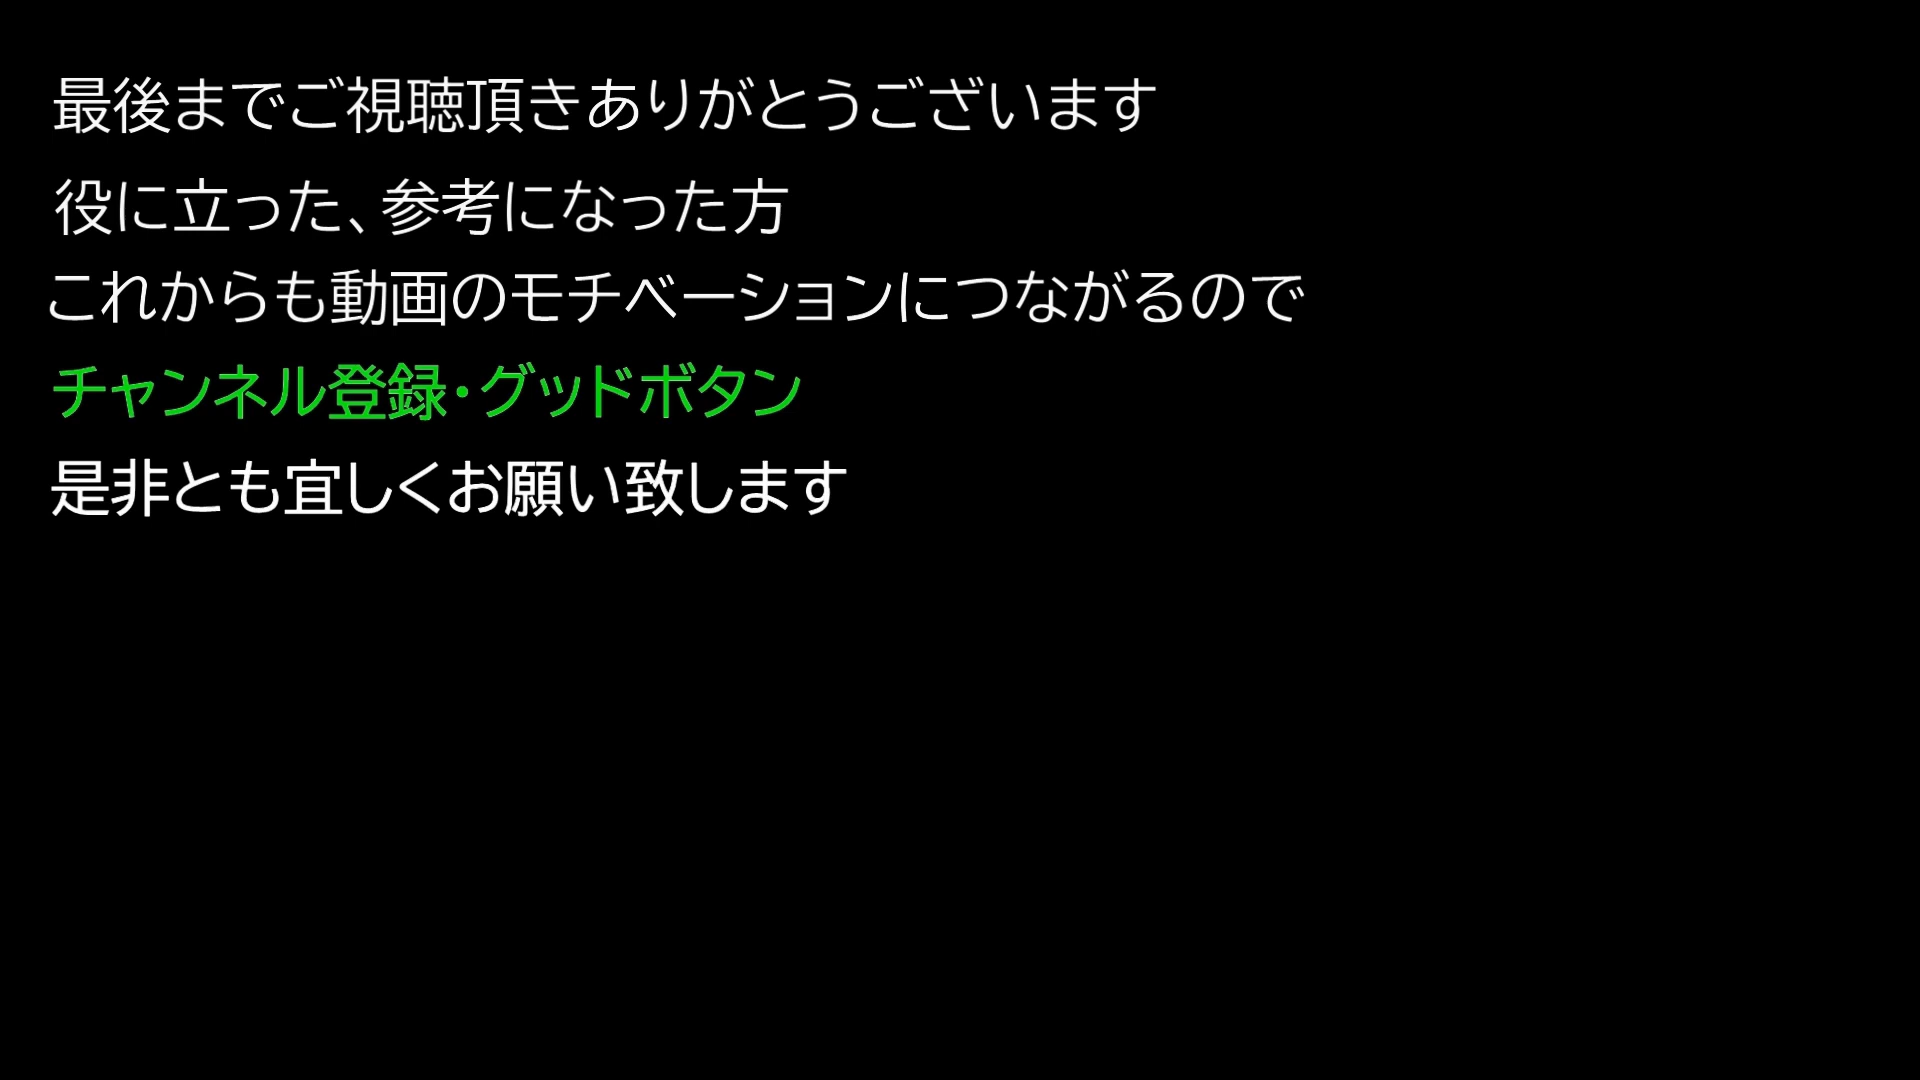 最後までご視聴頂きありがとうございます
役に立った、参考になった方
これからも動画のモチベーションにつながるので
チャンネル登録・グッドボタン
是非とも宜しくお願い致します